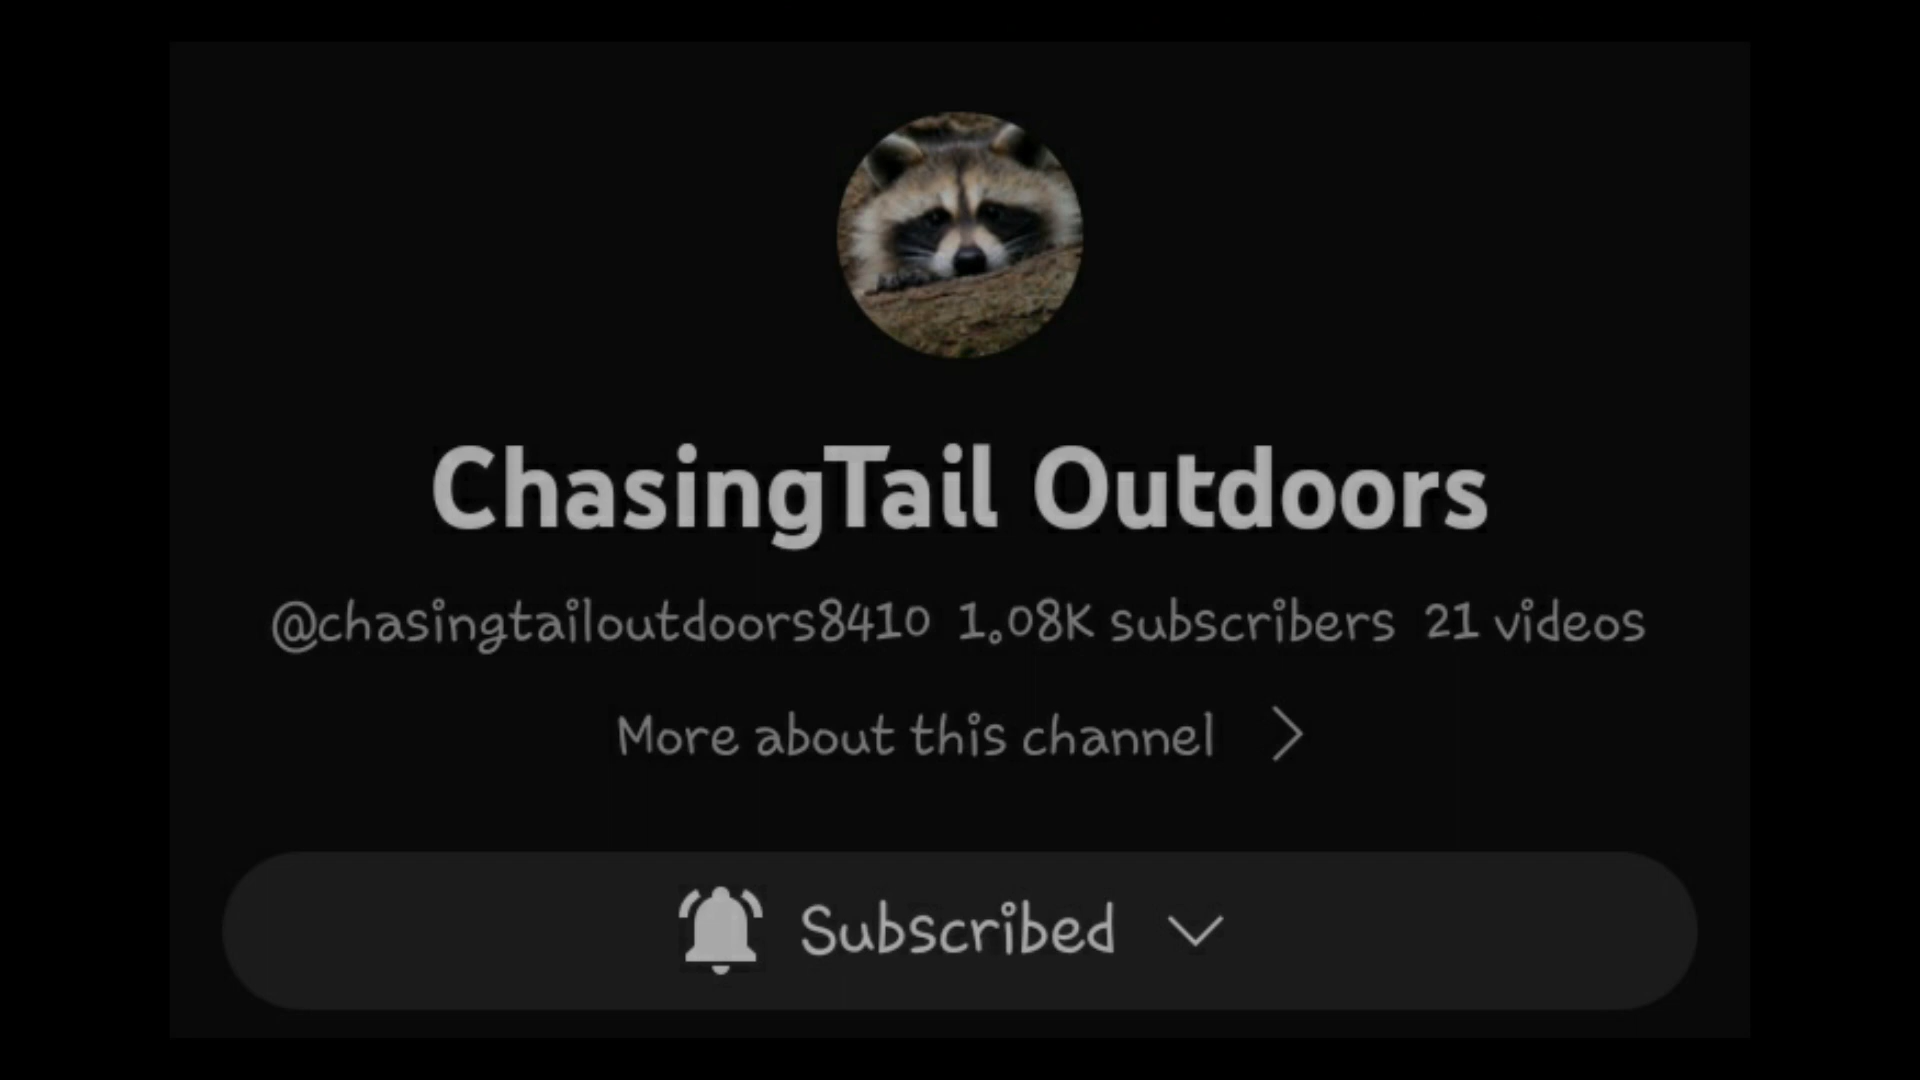 ChasingTail Outdoors
@chasingtailoutdoors8410 1.08K subscribers 21 videos
More about this channel
Subscribed